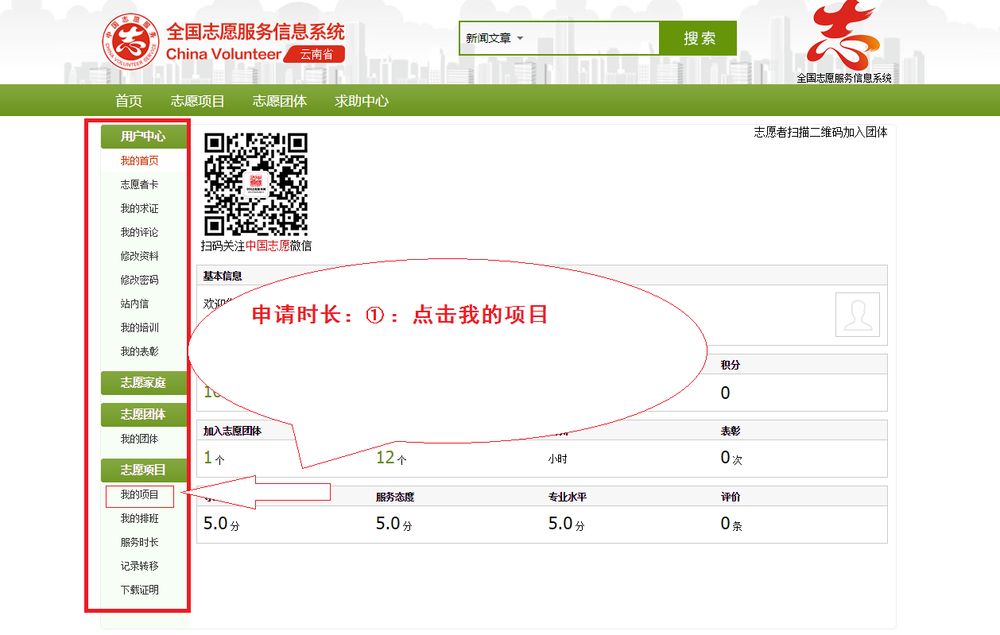 全国志愿服务信息系统
China Volunteer 云南省
新闻文章
搜 索
全国志愿服务信息系统
首页 志愿项目 志愿团体 求助中心
用户中心
我的首页
志愿者卡
我的求证
我的评论
修改资料
修改密码
站内信
我的培训
我的表彰
志愿家庭
志愿团体
我的团体
志愿项目
我的项目
我的排班
服务时长
记录转移
下载证明
志愿者扫描二维码加入团体
扫码关注中国志愿微信
基本信息
欢迎
申请时长：①：点击我的项目
积分
0
加入志愿团体 表彰
1 个 12 个 小时 0 次
服务态度 专业水平 评价
5.0 分 5.0 分 5.0 分 0 条